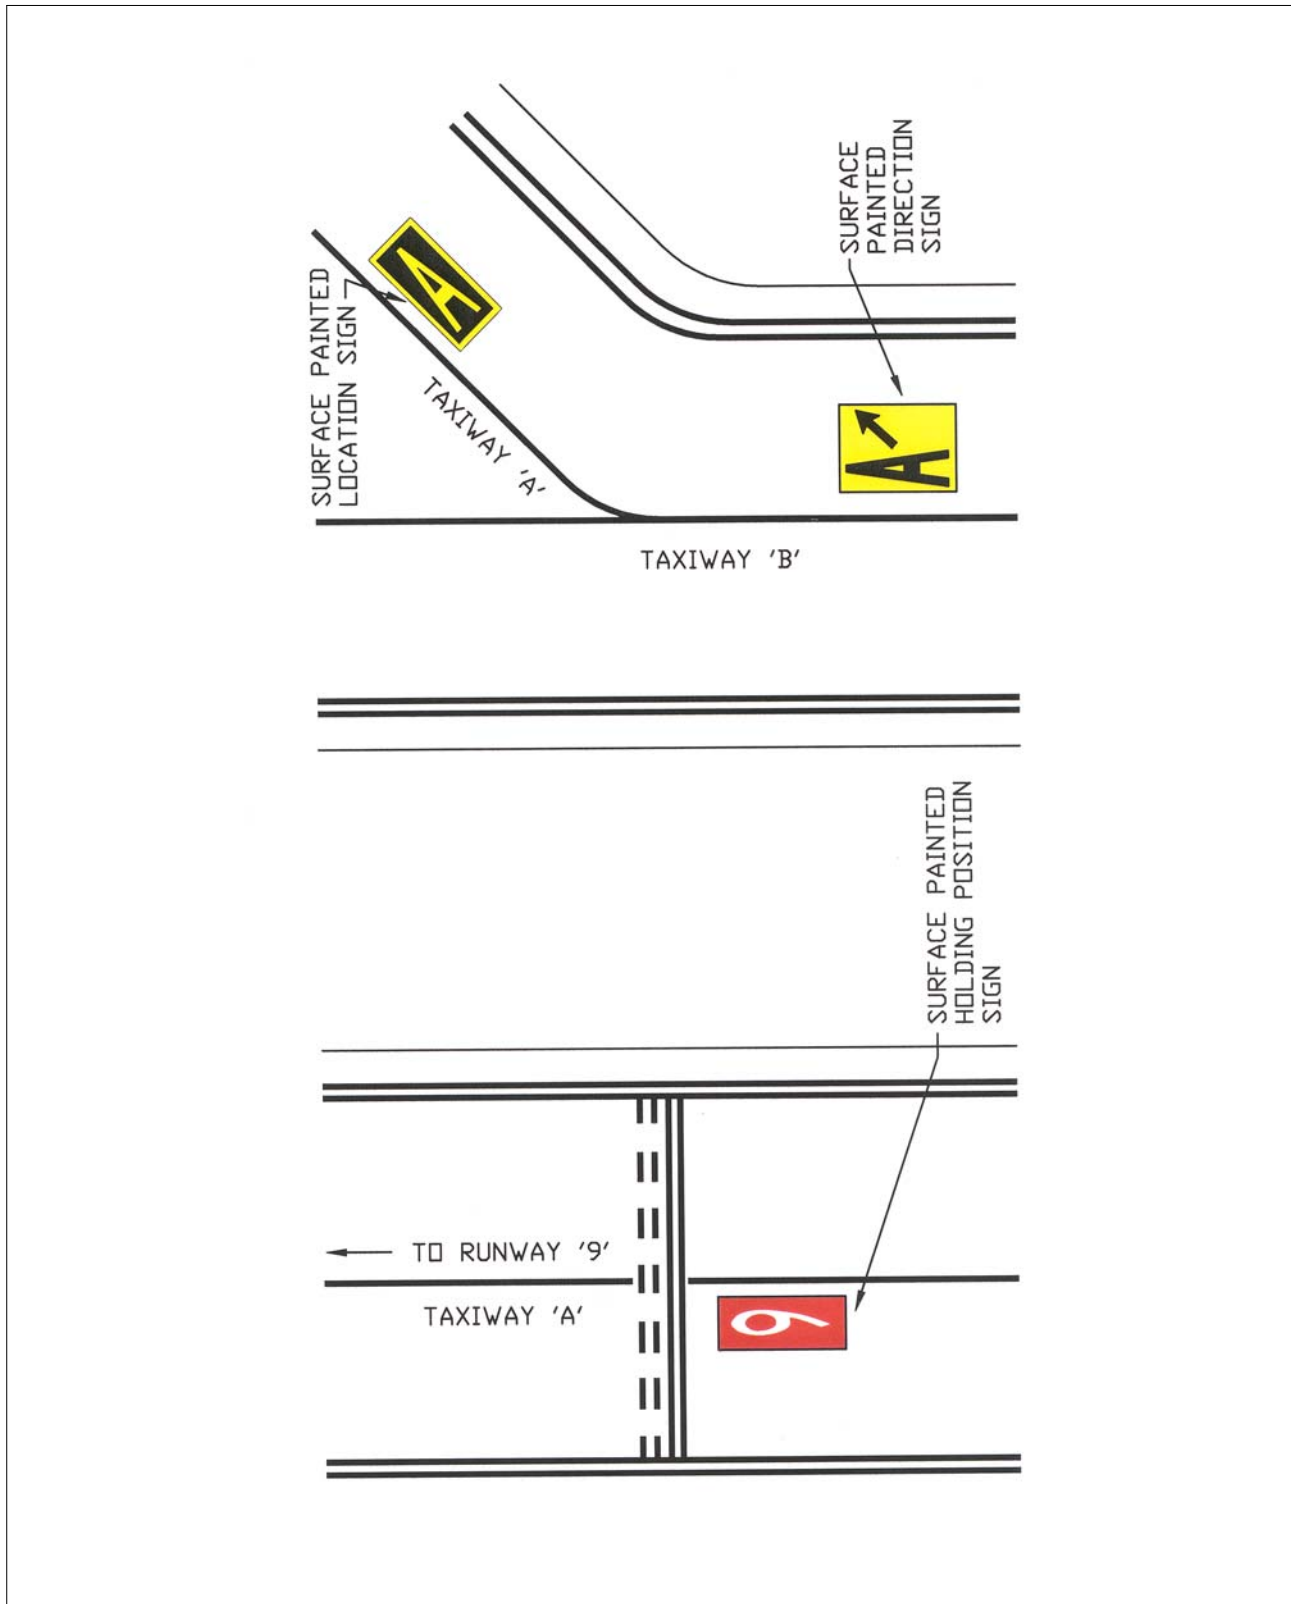 SURFACE PAINTED
LOCATION SIGN
A
TAXIWAY 'A'
SURFACE
PAINTED
DIRECTION
SIGN
A
TAXIWAY 'B'
SURFACE PAINTED
HOLDING POSITION
SIGN
TO RUNWAY '9'
TAXIWAY 'A'
9